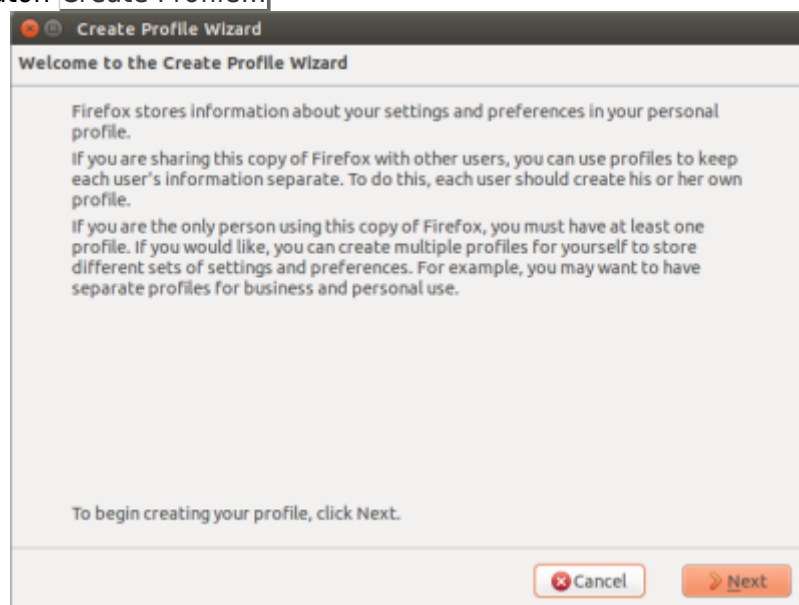 Create Profile
Create Profile Wizard
Welcome to the Create Profile Wizard
Firefox stores information about your settings and preferences in your personal
profile.
If you are sharing this copy of Firefox with other users, you can use profiles to keep
each user's information separate. To do this, each user should create his or her own
profile.
If you are the only person using this copy of Firefox, you must have at least one
profile. If you would like, you can create multiple profiles for yourself to store
different sets of settings and preferences. For example, you may want to have
separate profiles for business and personal use.
To begin creating your profile, click Next.
Cancel
Next